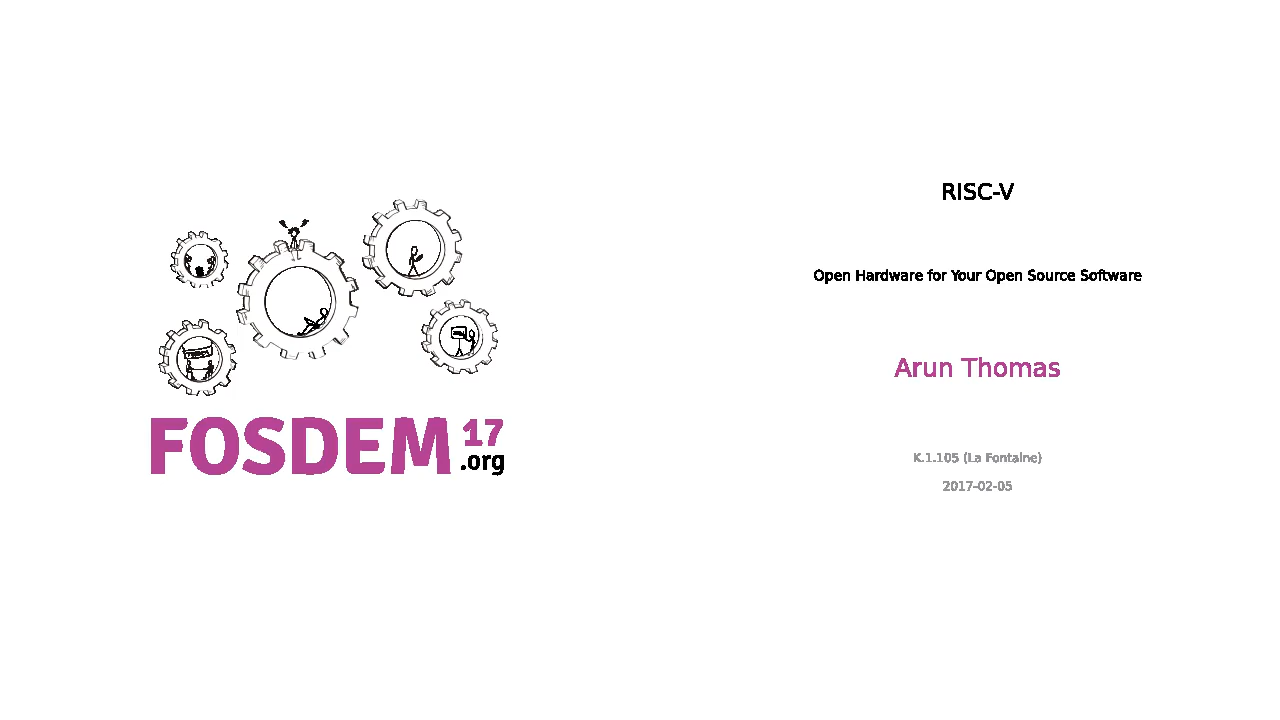 FOSDEM 17
.org
RISC-V
Open Hardware for Your Open Source Software
Arun Thomas
K.1.105 (La Fontaine)
2017-02-05